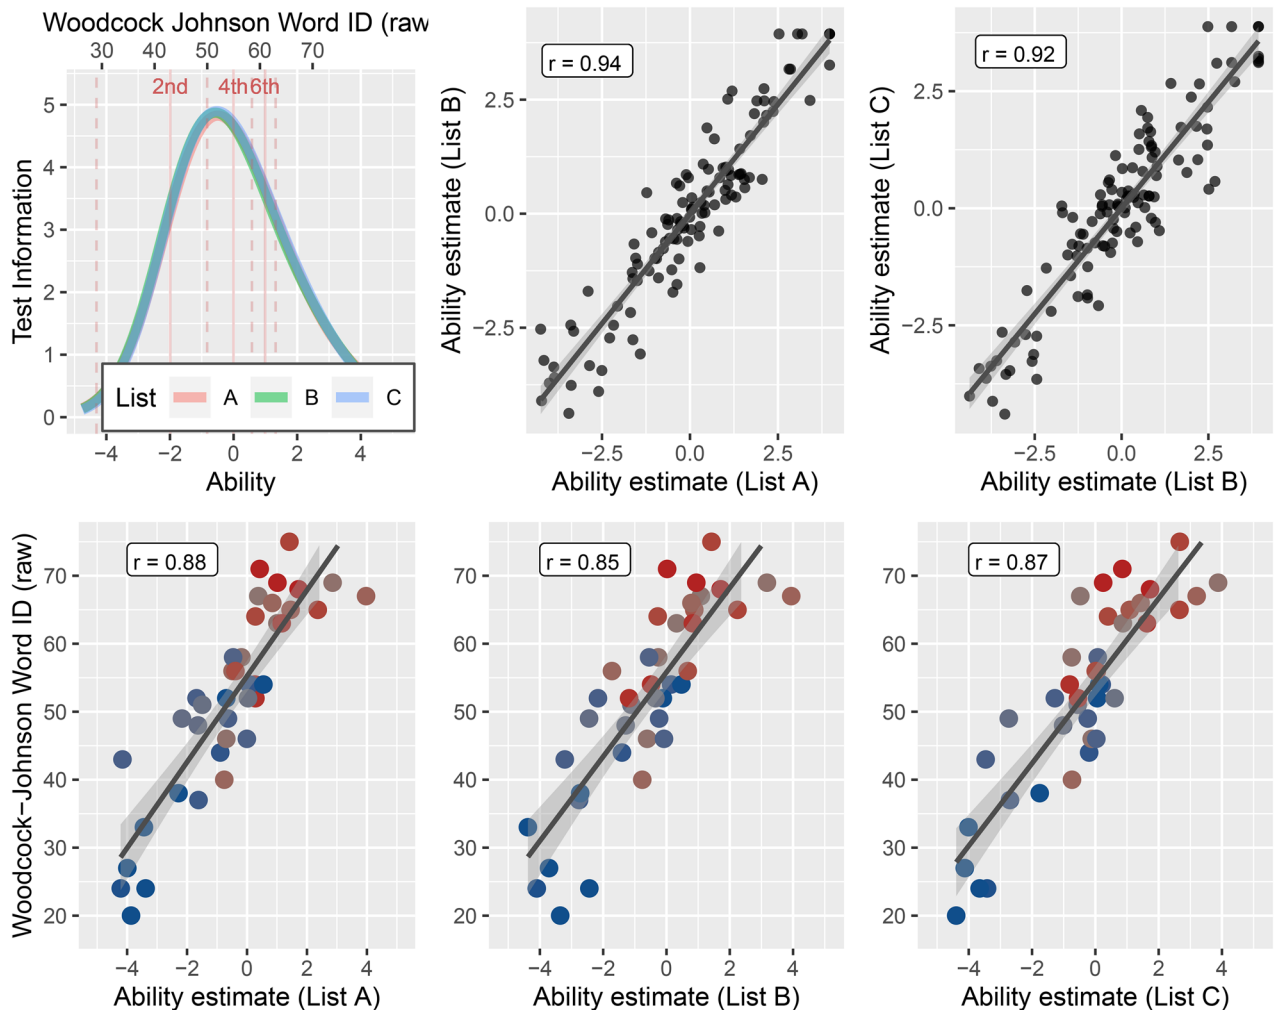 Woodcock Johnson Word ID (raw
30 40 50 60 70
2nd 4th 6th
Test Information
5
4
3
2
1
0
List A B C
−4 −2 0 2 4
Ability
Ability estimate (List B)
r = 0.94
2.5
0.0
−2.5
−2.5 0.0 2.5
Ability estimate (List A)
Ability estimate (List C)
r = 0.92
2.5
0.0
−2.5
−2.5 0.0 2.5
Ability estimate (List B)
Woodcock−Johnson Word ID (raw)
r = 0.88
70
60
50
40
30
20
−4 −2 0 2 4
Ability estimate (List A)
r = 0.85
70
60
50
40
30
20
−4 −2 0 2 4
Ability estimate (List B)
r = 0.87
70
60
50
40
30
20
−4 −2 0 2 4
Ability estimate (List C)